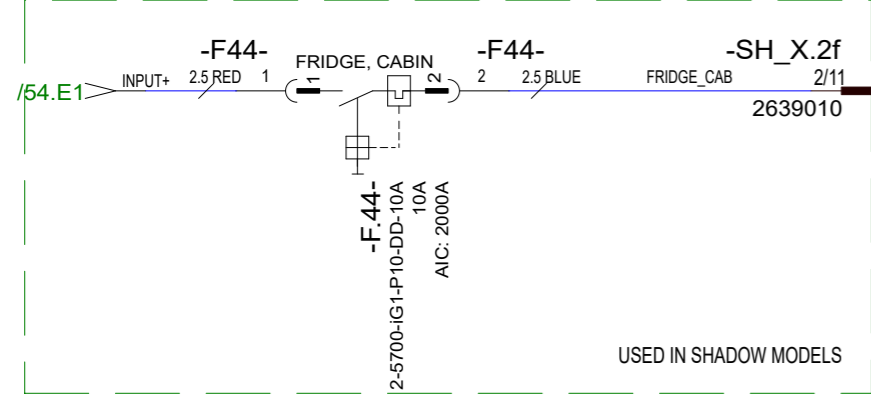 -F44-
FRIDGE, CABIN
-F44-
-SH_X.2f
/54.E1
INPUT+
2.5 RED
1
1
2
2
2.5 BLUE
FRIDGE_CAB
2/11
2639010
-F.44-
2-5700-iG1-P10-DD-10A
10A
AIC: 2000A
USED IN SHADOW MODELS